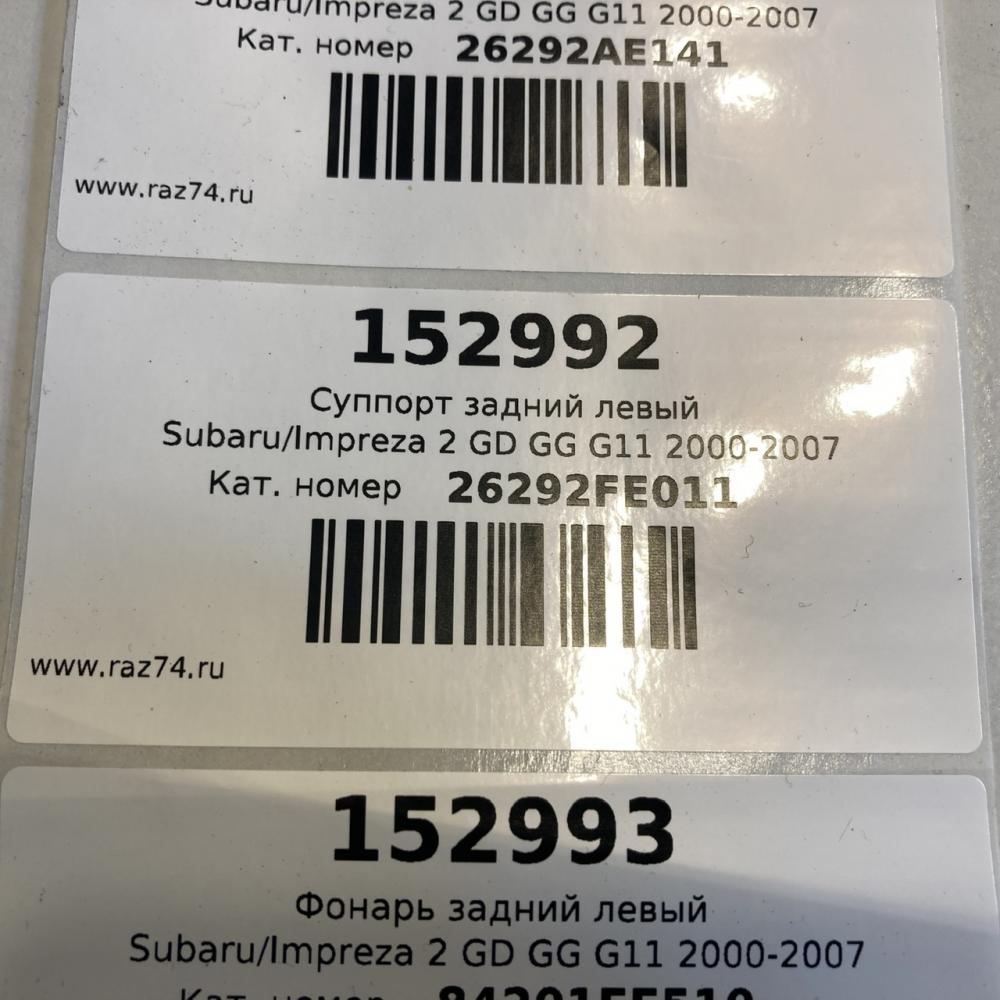 Subaru/Impreza 2 GD GG G11 2000-2007
Кат. номер 26292AE141
www.raz74.ru
152992
Суппорт задний левый
Subaru/Impreza 2 GD GG G11 2000-2007
Кат. номер 26292FE011
www.raz74.ru
152993
Фонарь задний левый
Subaru/Impreza 2 GD GG G11 2000-2007
Кат. номер